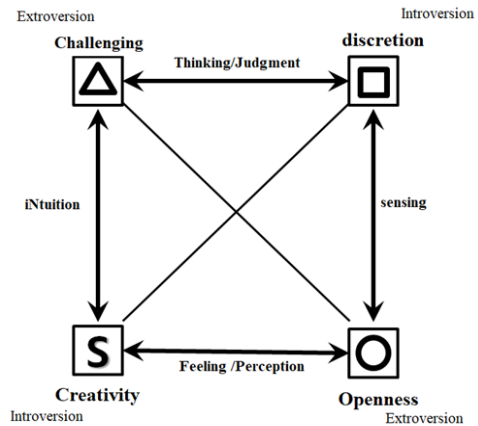 Extroversion
Introversion
Challenging
discretion
Thinking/Judgment
iNtuition
sensing
S
Feeling /Perception
Creativity
Openness
Introversion
Extroversion